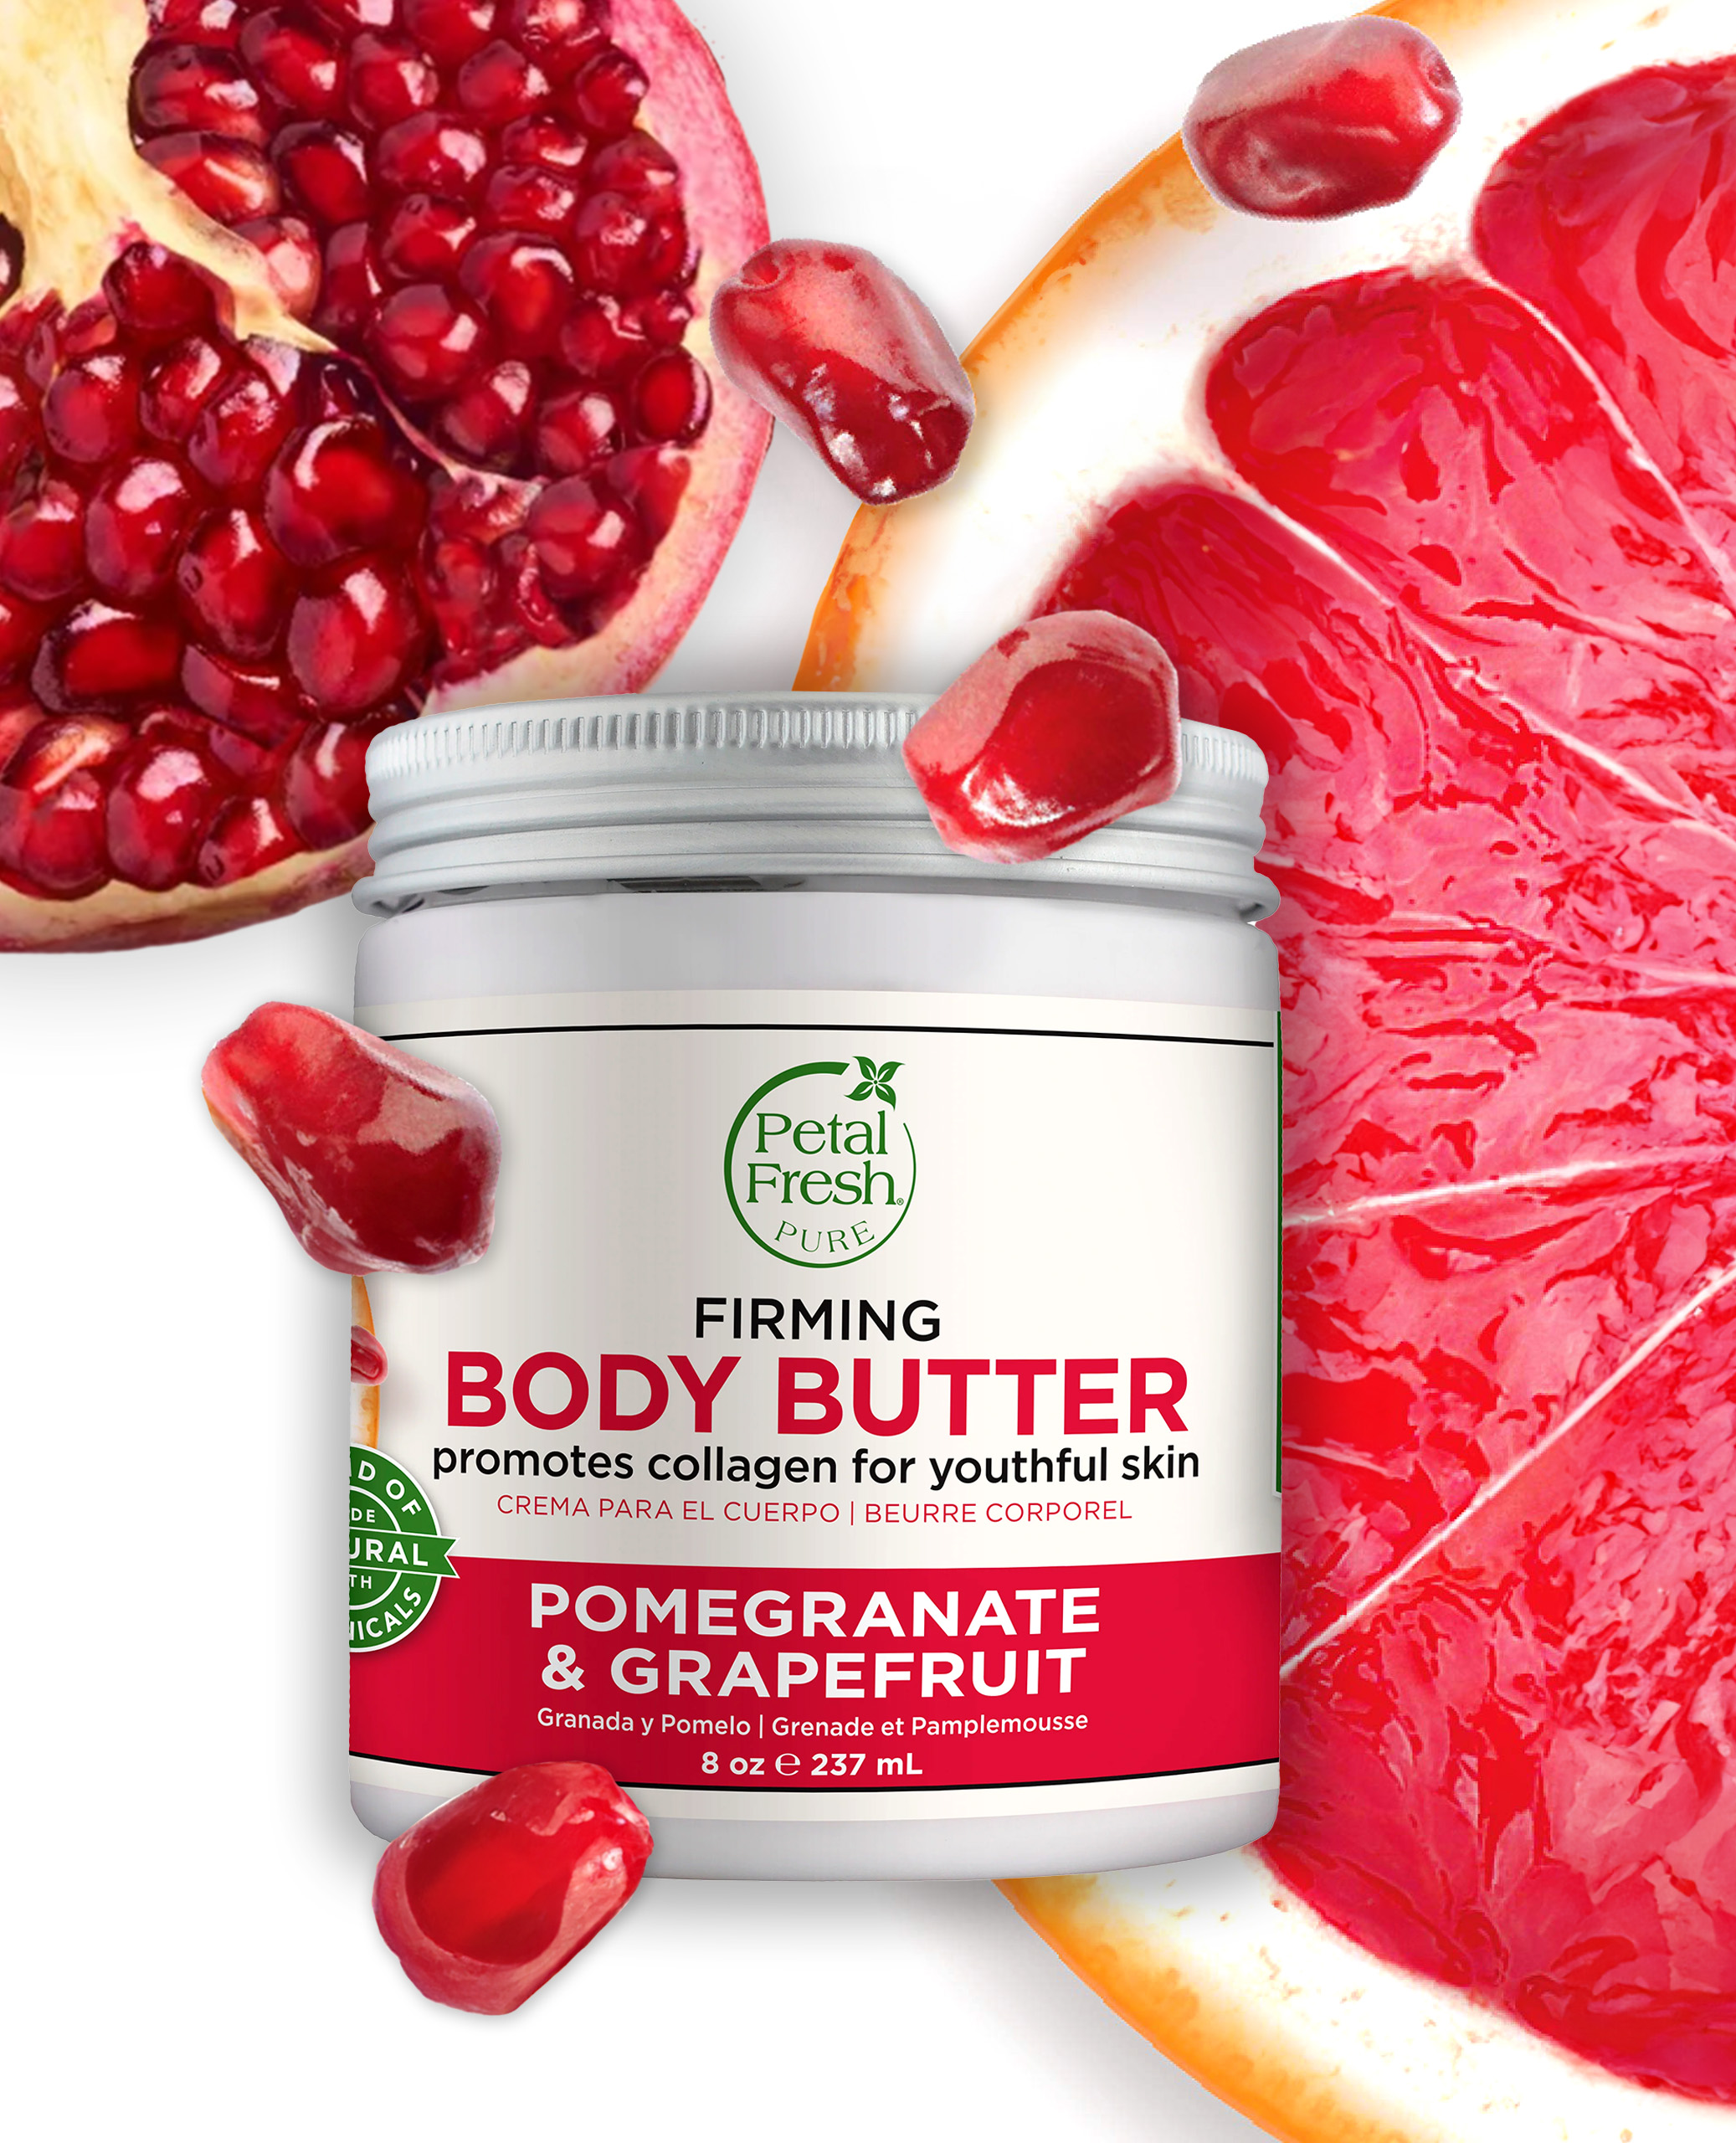 Petal
Fresh®
PURE
FIRMING
BODY BUTTER
promotes collagen for youthful skin
CREMA PARA EL CUERPO | BEURRE CORPOREL
OF
POMEGRANATE
& GRAPEFRUIT
Granada y Pomelo | Grenade et Pamplemousse
8 oz ℮ 237 mL